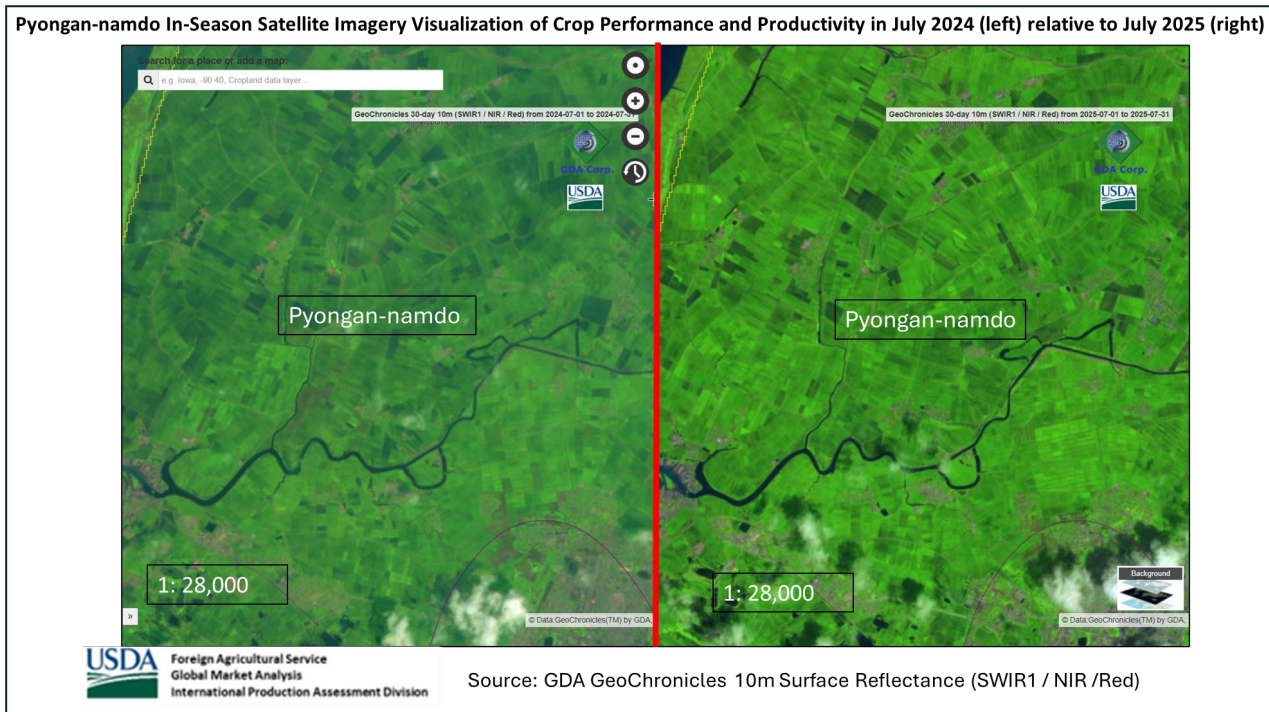 Pyongan-namdo In-Season Satellite Imagery Visualization of Crop Performance and Productivity in July 2024 (left) relative to July 2025 (right)
Search for a place or add a map:
e.g. Iowa, -90 40, Cropland data layer ...
GeoChronicles 30-day 10m (SWIR1 / NIR / Red) from 2024-07-01 to 2024-07-31
GDA Corp.
USDA
Pyongan-namdo
1: 28,000
»
© Data:GeoChronicles(TM) by GDA,
GeoChronicles 30-day 10m (SWIR1 / NIR / Red) from 2025-07-01 to 2025-07-31
GDA Corp.
USDA
Pyongan-namdo
1: 28,000
Background
© Data:GeoChronicles(TM) by GDA,
USDA
Foreign Agricultural Service
Global Market Analysis
International Production Assessment Division
Source: GDA GeoChronicles 10m Surface Reflectance (SWIR1 / NIR /Red)